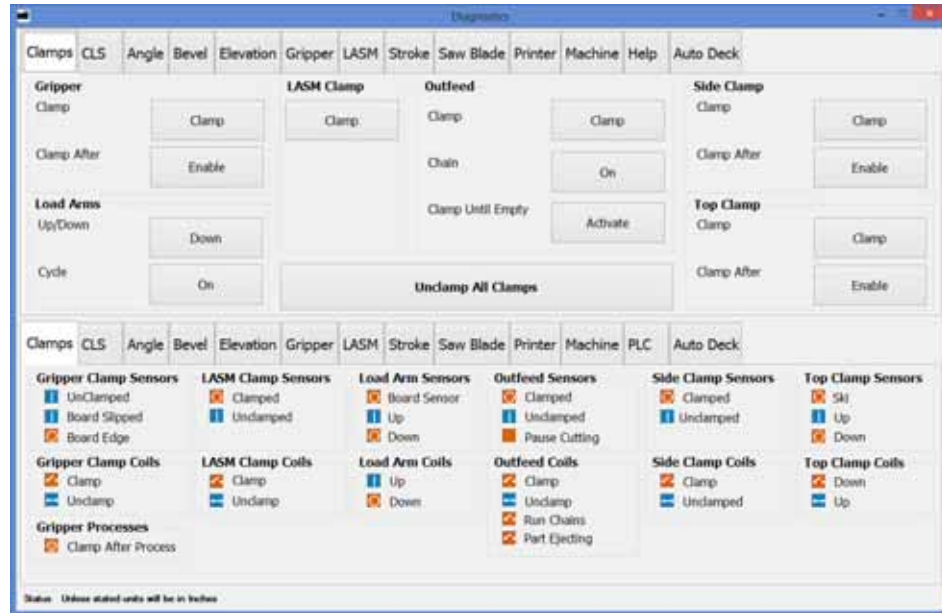 Diagnostics
Clamps CLS Angle Bevel Elevation Gripper LASM Stroke Saw Blade Printer Machine Help Auto Deck
Gripper
Clamp
Clamp
Clamp After
Enable
Load Arms
Up/Down
Down
Cycle
On
LASM Clamp
Clamp
Outfeed
Clamp
Clamp
Chain
On
Clamp Until Empty
Activate
Unclamp All Clamps
Side Clamp
Clamp
Clamp
Clamp After
Enable
Top Clamp
Clamp
Clamp
Clamp After
Enable
Clamps CLS Angle Bevel Elevation Gripper LASM Stroke Saw Blade Printer Machine PLC Auto Deck
Gripper Clamp Sensors
UnClamped
Board Slipped
Board Edge
LASM Clamp Sensors
Clamped
Undamped
Load Arm Sensors
Board Sensor
Up
Down
Outfeed Sensors
Clamped
Undamped
Pause Cutting
Side Clamp Sensors
Clamped
Undamped
Top Clamp Sensors
Ski
Up
Down
Gripper Clamp Coils
Clamp
Unclamp
LASM Clamp Coils
Clamp
Unclamp
Load Arm Coils
Up
Down
Outfeed Coils
Clamp
Unclamp
Run Chains
Part Ejecting
Side Clamp Coils
Clamp
Unclamped
Top Clamp Coils
Down
Up
Gripper Processes
Clamp After Process
Status Unless stated units will be in Inches